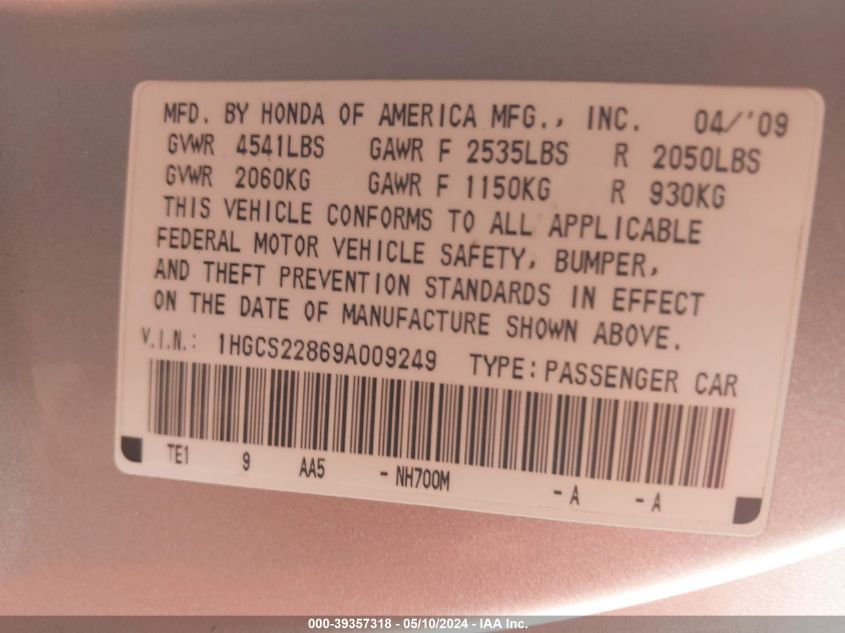 MFD. BY HONDA OF AMERICA MFG., INC. 04/'09
GVWR 4541LBS GAWR F 2535LBS R 2050LBS
GVWR 2060KG GAWR F 1150KG R 930KG
THIS VEHICLE CONFORMS TO ALL APPLICABLE
FEDERAL MOTOR VEHICLE SAFETY, BUMPER,
AND THEFT PREVENTION STANDARDS IN EFFECT
ON THE DATE OF MANUFACTURE SHOWN ABOVE.
V.I.N.: 1HGCS22869A009249 TYPE: PASSENGER CAR
TE1 9 AA5 - NH700M - A - A
000-39357318 - 05/10/2024 - IAA Inc.